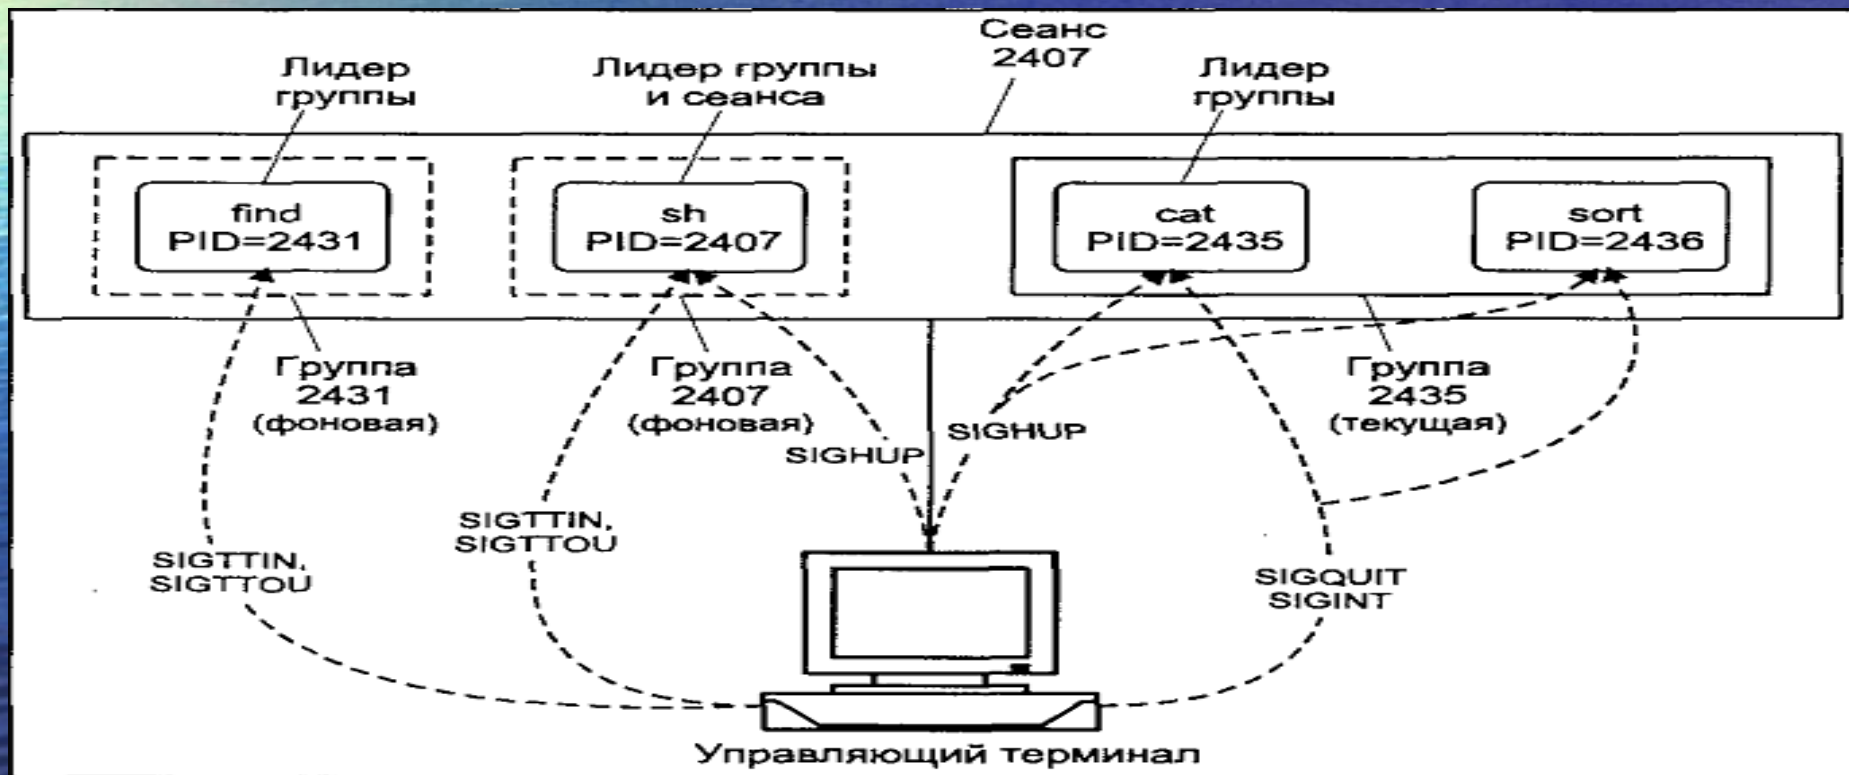 Сеанс
2407
Лидер
группы
Лидер группы
и сеанса
Лидер
группы
find
PID=2431
sh
PID=2407
cat
PID=2435
sort
PID=2436
Группа
2431
(фоновая)
Группа
2407
(фоновая)
Группа
2435
(текущая)
SIGHUP
SIGHUP
SIGTTIN,
SIGTTOU
SIGTTIN,
SIGTTOU
SIGQUIT
SIGINT
Управляющий терминал